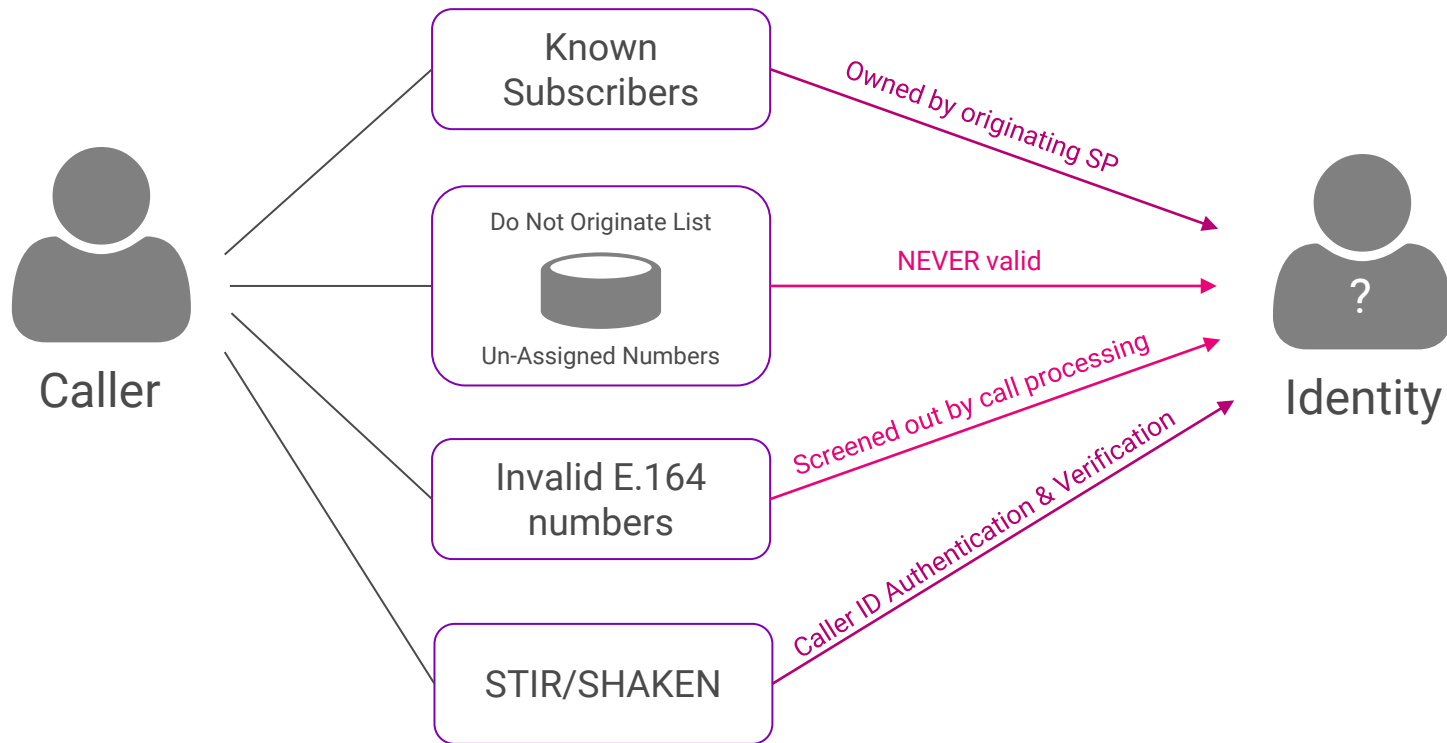 Known
Subscribers
Owned by originating SP
Do Not Originate List
Un-Assigned Numbers
NEVER valid
?
Caller
Identity
Screened out by call processing
Invalid E.164
numbers
Caller ID Authentication & Verification
STIR/SHAKEN